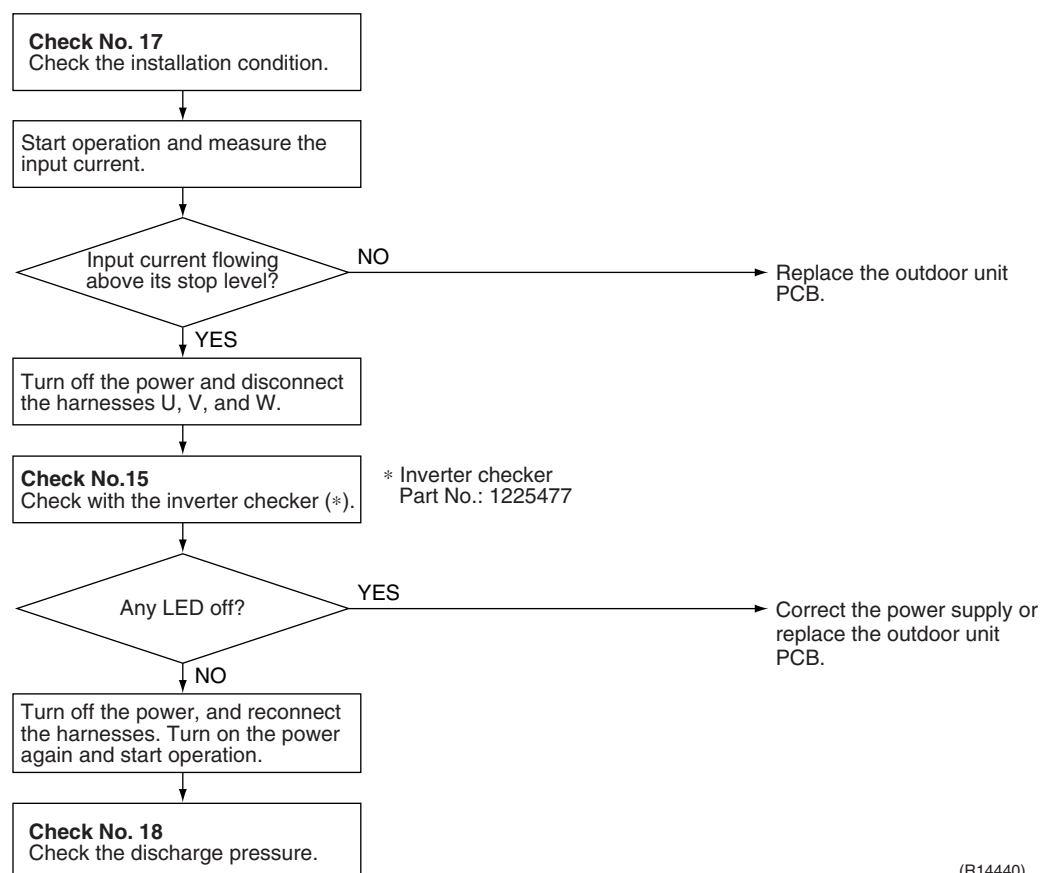 Check No. 17
Check the installation condition.
Start operation and measure the
input current.
Input current flowing
above its stop level?
NO
Replace the outdoor unit
PCB.
YES
Turn off the power and disconnect
the harnesses U, V, and W.
Check No.15
Check with the inverter checker (*).
* Inverter checker
Part No.: 1225477
Any LED off?
YES
Correct the power supply or
replace the outdoor unit
PCB.
NO
Turn off the power, and reconnect
the harnesses. Turn on the power
again and start operation.
Check No. 18
Check the discharge pressure.
(R14440)